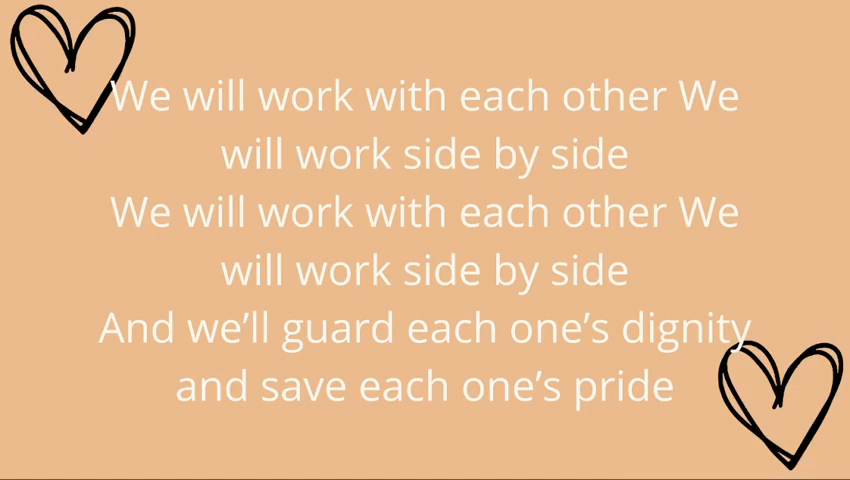 We will work with each other We
will work side by side
We will work with each other We
will work side by side
And we’ll guard each one’s dignity
and save each one’s pride